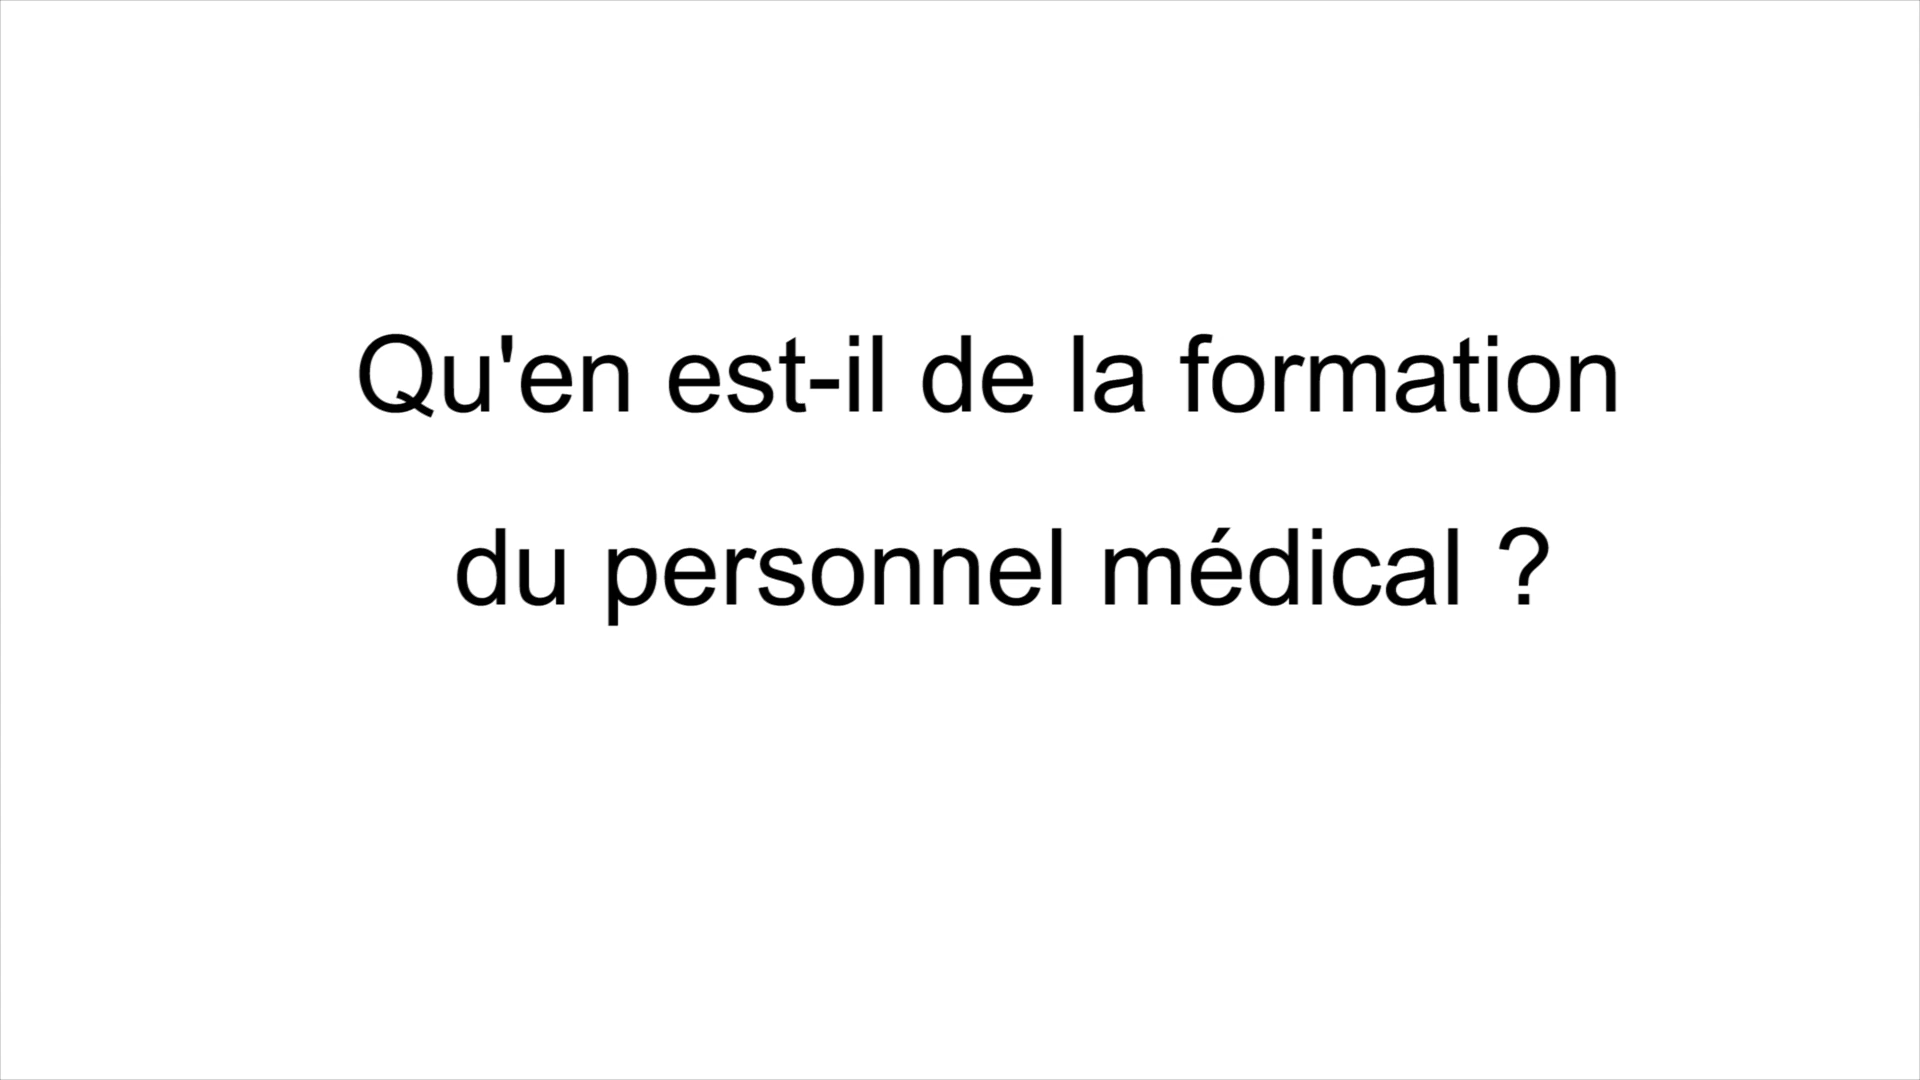 Qu'en est-il de la formation
du personnel médical ?